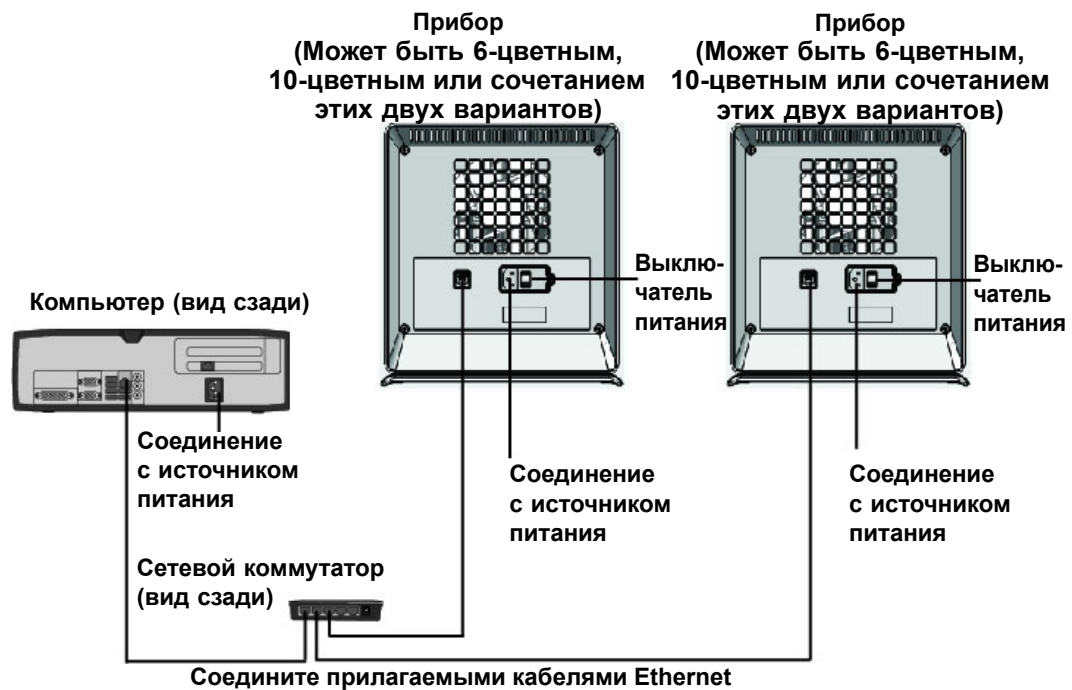 Прибор
(Может быть 6-цветным,
10-цветным или сочетанием
этих двух вариантов)
Прибор
(Может быть 6-цветным,
10-цветным или сочетанием
этих двух вариантов)
Выклю-
чатель
питания
Выклю-
чатель
питания
Компьютер (вид сзади)
Соединение
с источником
питания
Соединение
с источником
питания
Соединение
с источником
питания
Сетевой коммутатор
(вид сзади)
Соедините прилагаемыми кабелями Ethernet